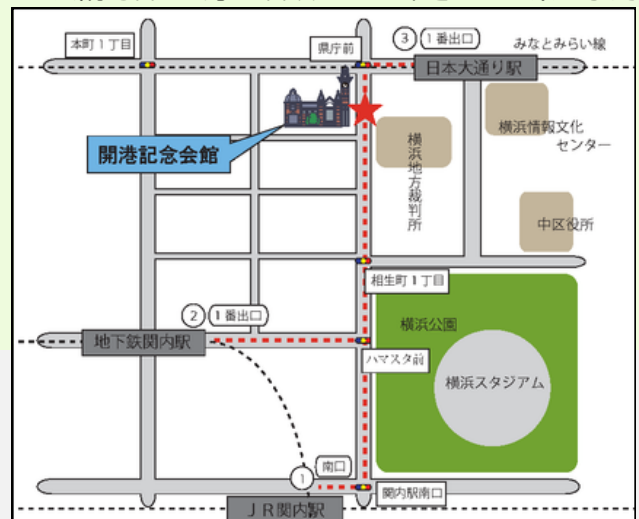 本町1丁目
県庁前
③
1番出口
みなとみらい線
日本大通り駅
開港記念会館
横浜地方裁判所
横浜情報文化
センター
中区役所
相生町1丁目
②
1番出口
地下鉄関内駅
横浜公園
ハマスタ前
横浜スタジアム
①
南口
関内駅南口
JR関内駅